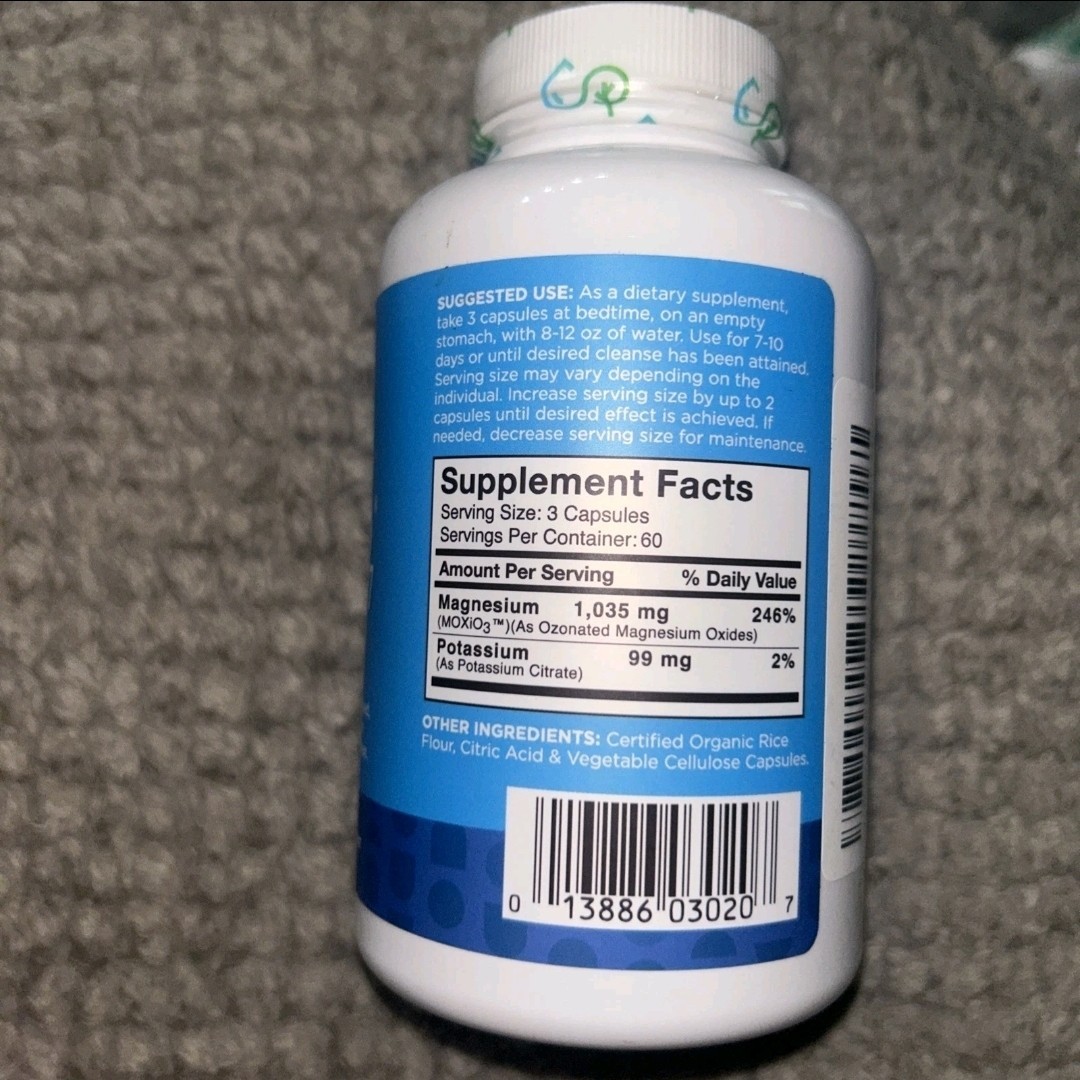 SUGGESTED USE: As a dietary supplement,
take 3 capsules at bedtime, on an empty
stomach, with 8-12 oz of water. Use for 7-10
days or until desired cleanse has been attained.
Serving size may vary depending on the
individual. Increase serving size by up to 2
capsules until desired effect is achieved. If
needed, decrease serving size for maintenance.
Supplement Facts
Serving Size: 3 Capsules
Servings Per Container: 60
Amount Per Serving % Daily Value
Magnesium 1,035 mg 246%
(MOXiO3™)(As Ozonated Magnesium Oxides)
Potassium 99 mg 2%
(As Potassium Citrate)
OTHER INGREDIENTS: Certified Organic Rice
Flour, Citric Acid & Vegetable Cellulose Capsules.
0 13886 03020 7